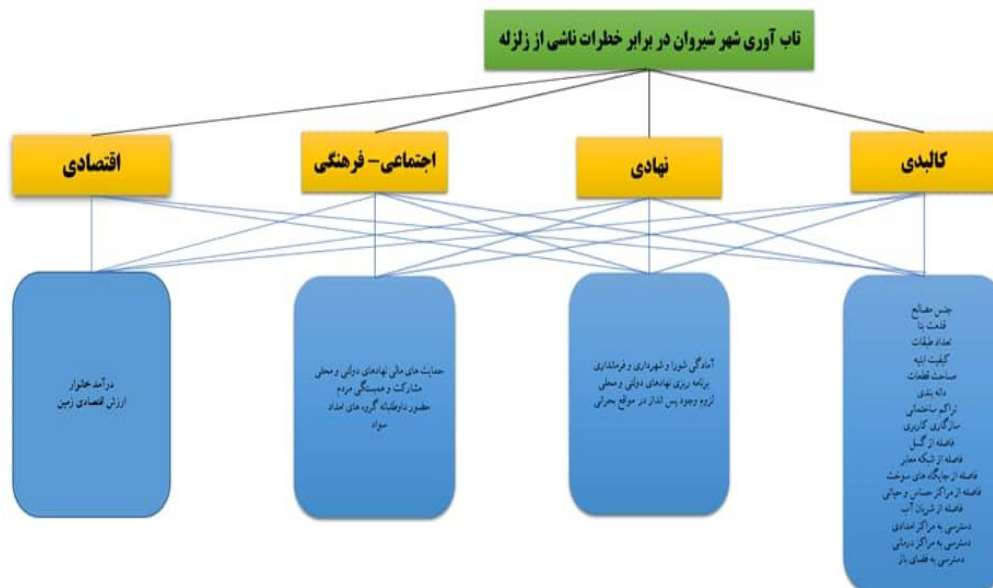 تاب آوری شهر شیروان در برابر خطرات ناشی از زلزله
کالبدی
نهادی
اجتماعی- فرهنگی
اقتصادی
جنس مصالح
قدمت بنا
تعداد طبقات
کیفیت ابنیه
مساحت قطعات
دانه بندی
تراکم ساختمانی
سازگاری کاربری
فاصله از گسل
فاصله از شبکه معابر
فاصله از جایگاه های سوخت
فاصله از مراکز حساس و حیاتی
فاصله از شریان آب
دسترسی به مراکز امدادی
دسترسی به مراکز درمانی
دسترسی به فضای باز
آمادگی شورا و شهرداری و فرمانداری
برنامه ریزی نهادهای دولتی و محلی
لزوم وجود پس انداز در مواقع بحرانی
حمایت های مالی نهادهای دولتی و محلی
مشارکت و همبستگی مردم
حضور داوطلبانه گروه های امداد
سواد
درآمد خانوار
ارزش اقتصادی زمین